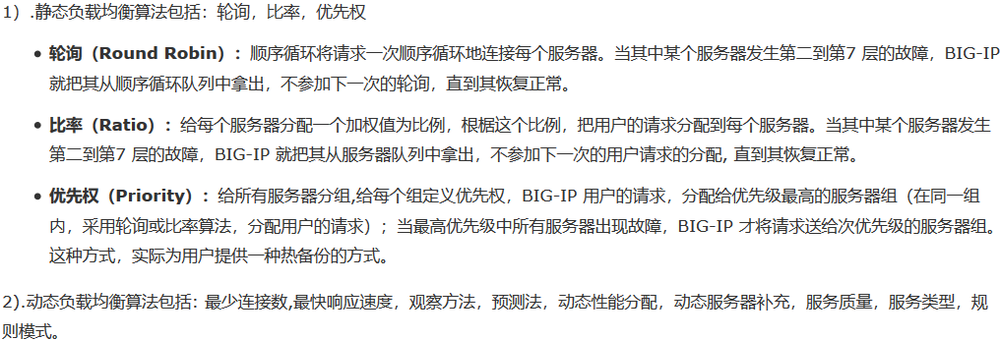 1）.静态负载均衡算法包括：轮询，比率，优先权
● 轮询（Round Robin）：顺序循环将请求一次顺序循环地连接每个服务器。当其中某个服务器发生第二到第7 层的故障，BIG-IP
就把其从顺序循环队列中拿出，不参加下一次的轮询，直到其恢复正常。
● 比率（Ratio）：给每个服务器分配一个加权值为比例，根据这个比例，把用户的请求分配到每个服务器。当其中某个服务器发生
第二到第7 层的故障，BIG-IP 就把其从服务器队列中拿出，不参加下一次的用户请求的分配, 直到其恢复正常。
● 优先权（Priority）：给所有服务器分组,给每个组定义优先权，BIG-IP 用户的请求，分配给优先级最高的服务器组（在同一组
内，采用轮询或比率算法，分配用户的请求）；当最高优先级中所有服务器出现故障，BIG-IP 才将请求送给次优先级的服务器组。
这种方式，实际为用户提供一种热备份的方式。
2).动态负载均衡算法包括: 最少连接数,最快响应速度，观察方法，预测法，动态性能分配，动态服务器补充，服务质量，服务类型，规
则模式。